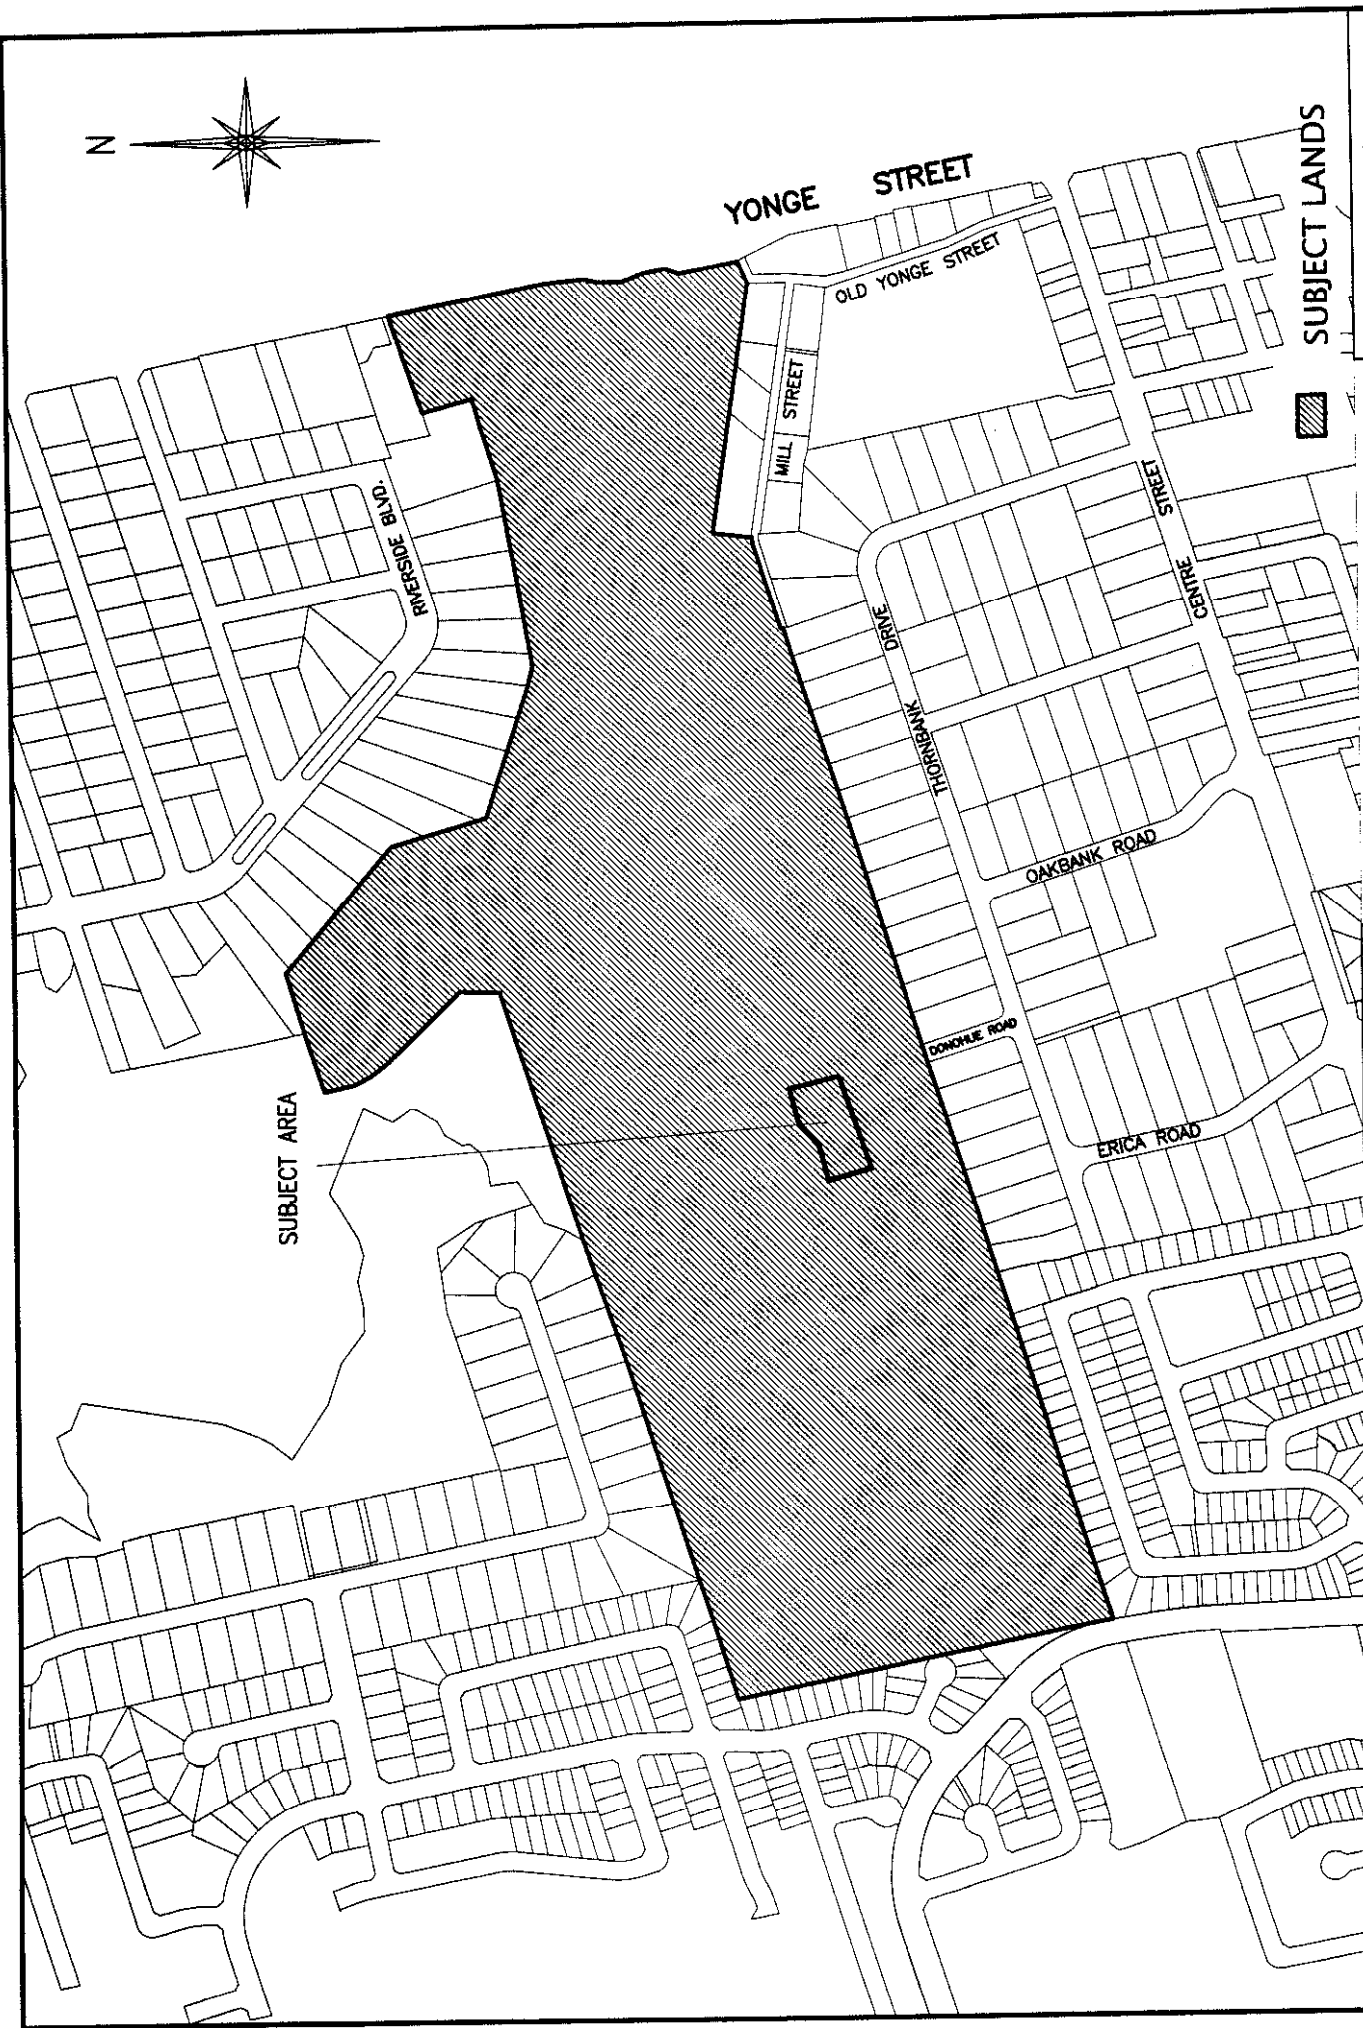 N
YONGE STREET
OLD YONGE STREET
MILL STREET
RIVERSIDE BLVD.
THORNBANK DRIVE
CENTRE STREET
OAKBANK ROAD
DONOHUE ROAD
ERICA ROAD
SUBJECT AREA
SUBJECT LANDS